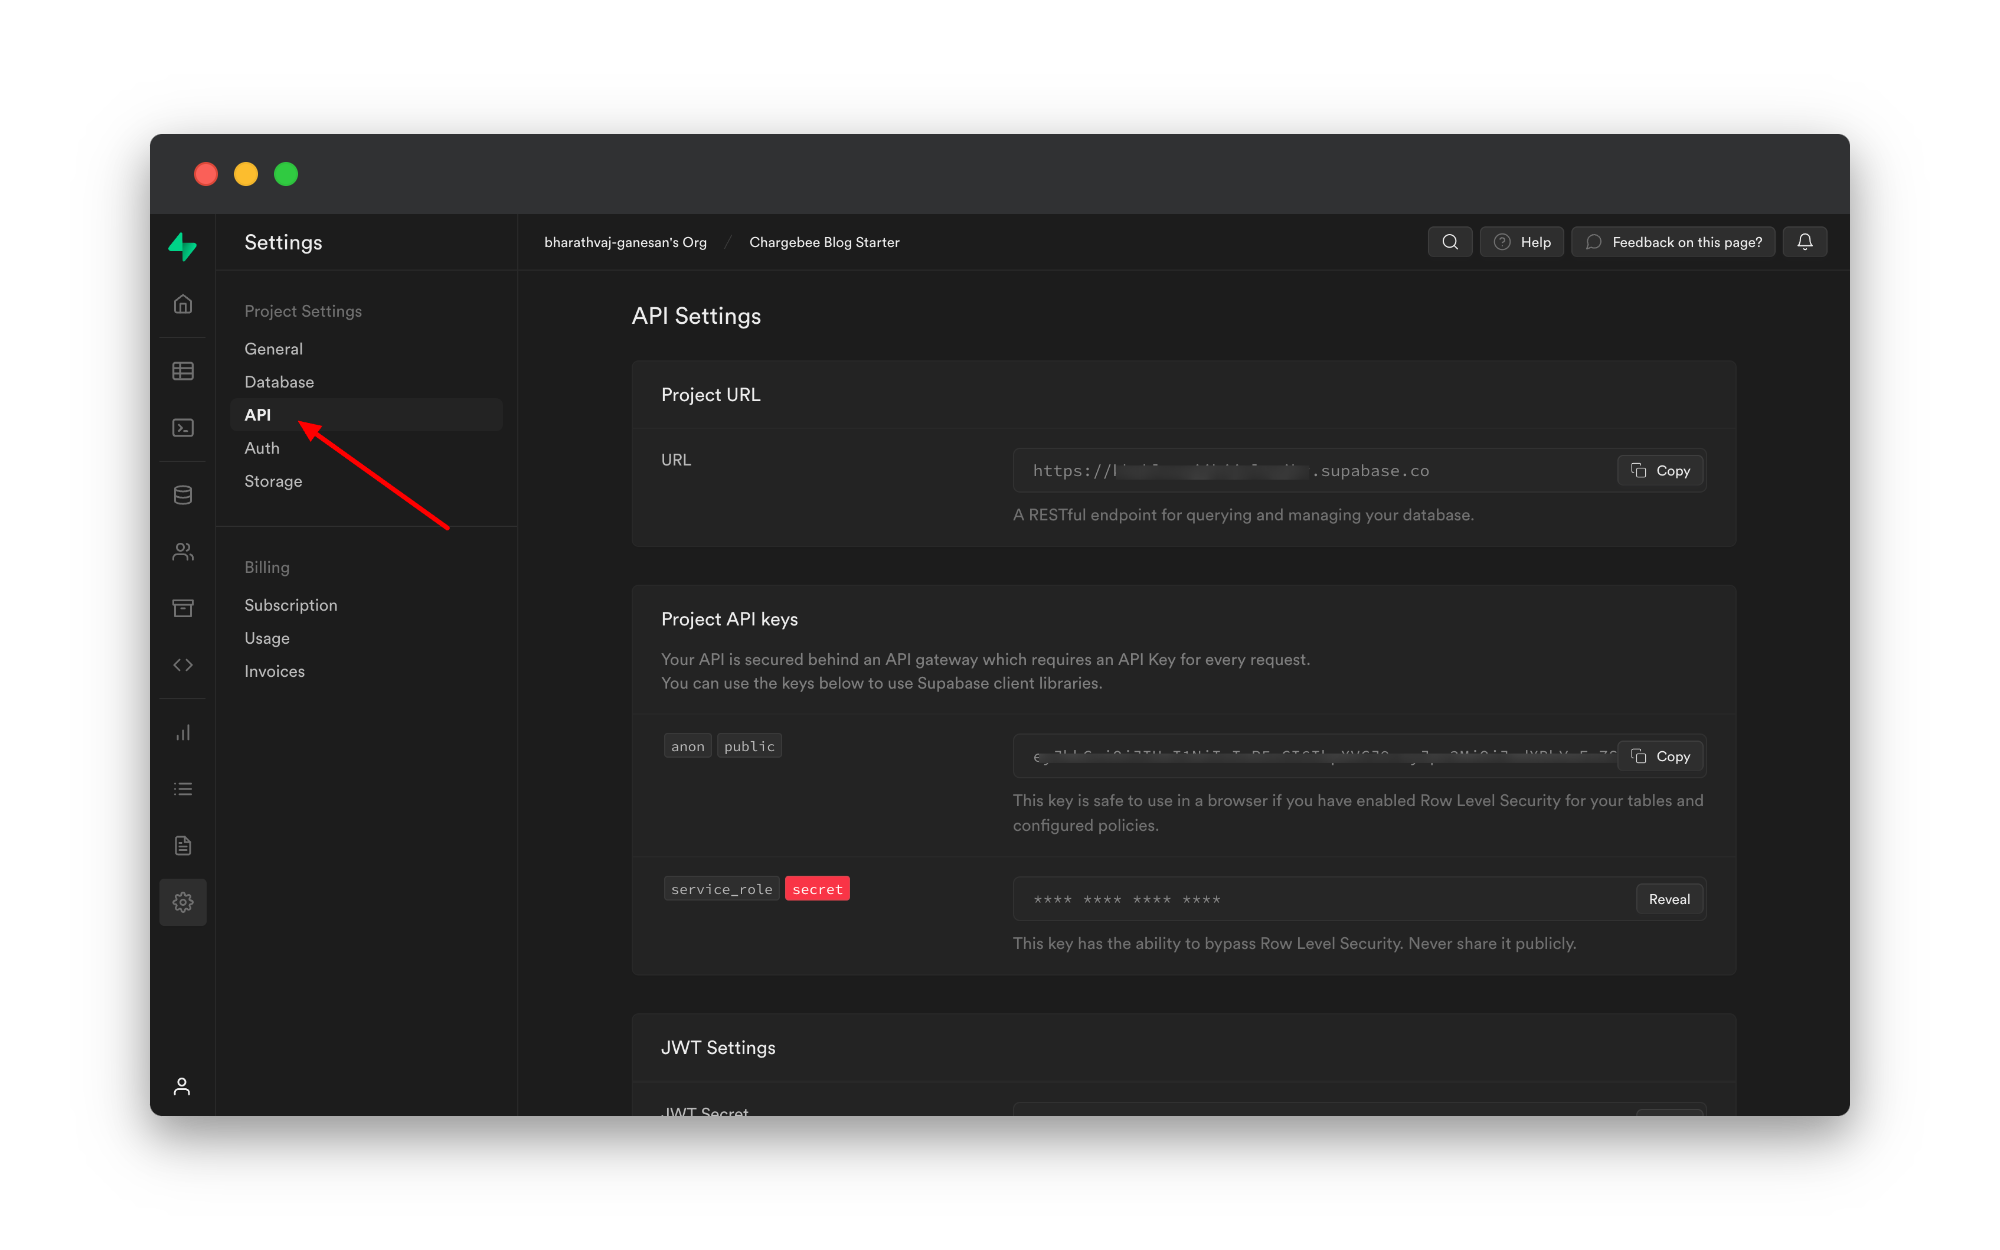 Settings
bharathvaj-ganesan's Org / Chargebee Blog Starter
Help
Feedback on this page?
Project Settings
General
Database
API
Auth
Storage
Billing
Subscription
Usage
Invoices
API Settings
Project URL
URL
https:// .supabase.co
Copy
A RESTful endpoint for querying and managing your database.
Project API keys
Your API is secured behind an API gateway which requires an API Key for every request.
You can use the keys below to use Supabase client libraries.
anon public
Copy
This key is safe to use in a browser if you have enabled Row Level Security for your tables and
configured policies.
service_role secret
**** **** **** ****
Reveal
This key has the ability to bypass Row Level Security. Never share it publicly.
JWT Settings
JWT Secret